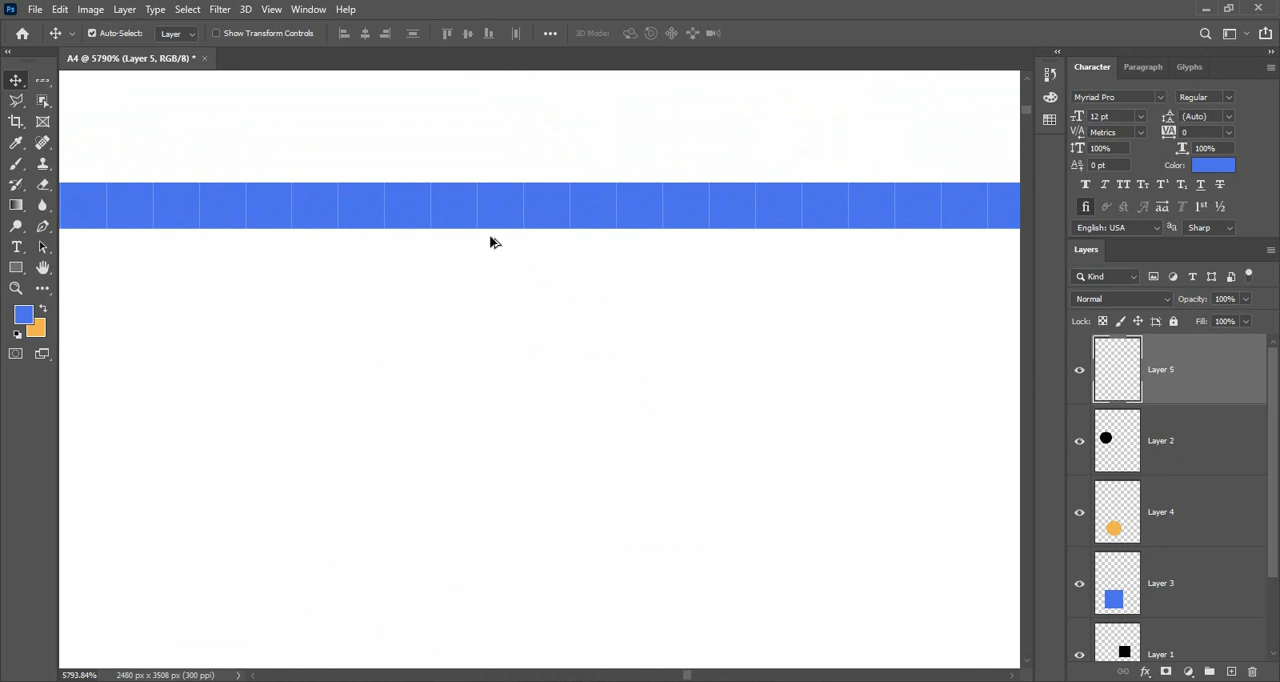 Ps File Edit Image Layer Type Select Filter 3D View Window Help
Auto-Select: Layer Show Transform Controls 3D Mode:
A4 @ 5790% (Layer 5, RGB/8) *
Character Paragraph Glyphs
Myriad Pro Regular
12 pt (Auto)
Metrics 0
100% 100%
0 pt Color:
English: USA Sharp
Layers
Kind
Normal Opacity: 100%
Lock: Fill: 100%
Layer 5
Layer 2
Layer 4
Layer 3
Layer 1
5793.84% 2480 px x 3508 px (300 ppi)